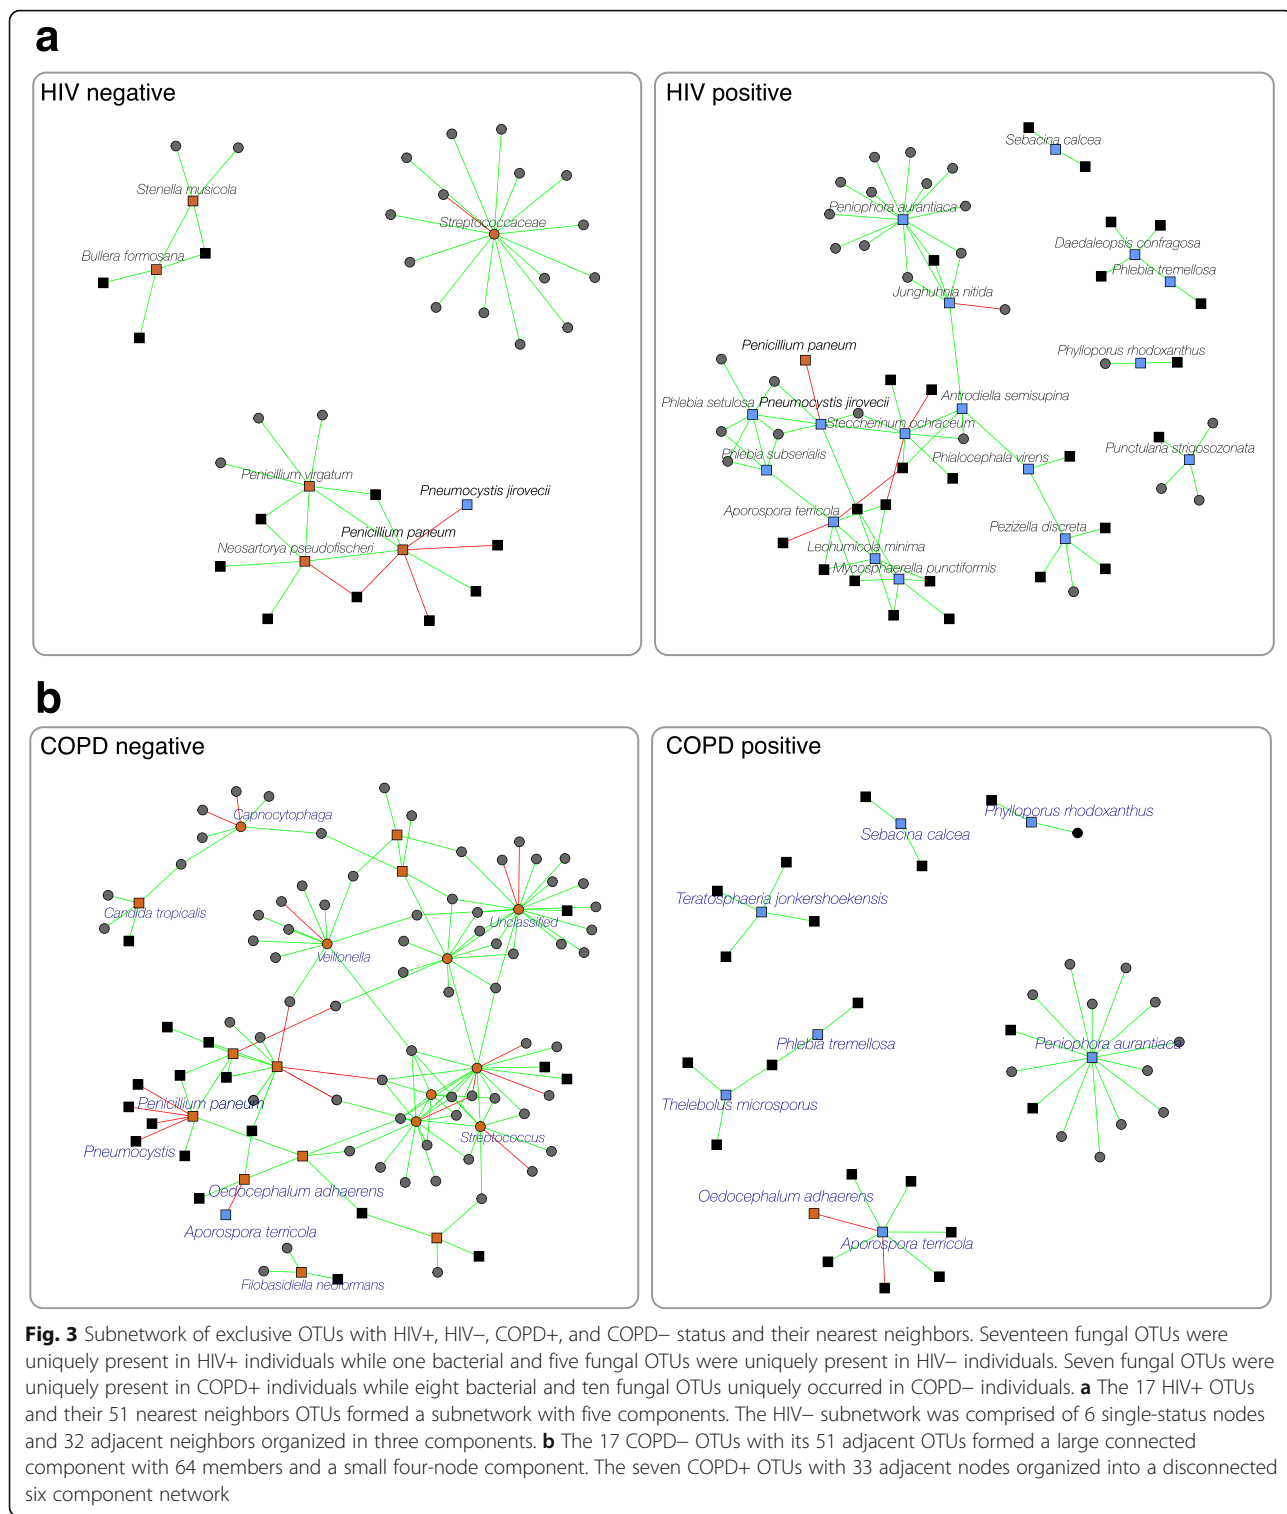 a
HIV negative
Stenella musicola
Bullera formosana
Streptococcaceae
Penicillium virgatum
Pneumocystis jirovecii
Penicillium paneum
Neosartorya pseudofischeri
HIV positive
Sebacina calcea
Peniophora aurantiaca
Daedaleopsis confragosa
Phlebia tremellosa
Junghuhnia nitida
Penicillium paneum
Phylloporus rhodoxanthus
Antrodiella semisupina
Phlebia setulosa
Pneumocystis jirovecii
Steccherinum ochraceum
Phlebia subserialis
Phialocephala virens
Punctularia strigosozonata
Aporospora terricola
Pezizella discreta
Leohumicola minima
Mycosphaerella punctiformis
b
COPD negative
Capnocytophaga
Candida tropicalis
Unclassified
Veillonella
Penicillium paneum
Pneumocystis
Streptococcus
Oedocephalum adhaerens
Aporospora terricola
Filobasidiella neoformans
COPD positive
Phylloporus rhodoxanthus
Sebacina calcea
Teratosphaeria jonkershoekensis
Phlebia tremellosa
Peniophora aurantiaca
Thelebolus microsporus
Oedocephalum adhaerens
Aporospora terricola
Fig. 3 Subnetwork of exclusive OTUs with HIV+, HIV−, COPD+, and COPD− status and their nearest neighbors. Seventeen fungal OTUs were
uniquely present in HIV+ individuals while one bacterial and five fungal OTUs were uniquely present in HIV− individuals. Seven fungal OTUs were
uniquely present in COPD+ individuals while eight bacterial and ten fungal OTUs uniquely occurred in COPD− individuals. a The 17 HIV+ OTUs
and their 51 nearest neighbors OTUs formed a subnetwork with five components. The HIV− subnetwork was comprised of 6 single-status nodes
and 32 adjacent neighbors organized in three components. b The 17 COPD− OTUs with its 51 adjacent OTUs formed a large connected
component with 64 members and a small four-node component. The seven COPD+ OTUs with 33 adjacent nodes organized into a disconnected
six component network